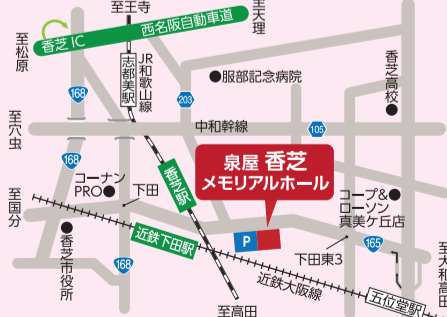 至王寺
西名阪自動車道
至天理
至松原
香芝IC
志都美駅
JR和歌山線
服部記念病院
香芝高校
168
203
至穴虫
中和幹線
105
168
泉屋 香芝
メモリアルホール
コーナン
PRO
下田
香芝駅
コープ&
ローソン
真美ケ丘店
至国分
香芝市役所
近鉄下田駅
P
下田東3
165
168
近鉄大阪線
至大和高田
五位堂駅
至高田